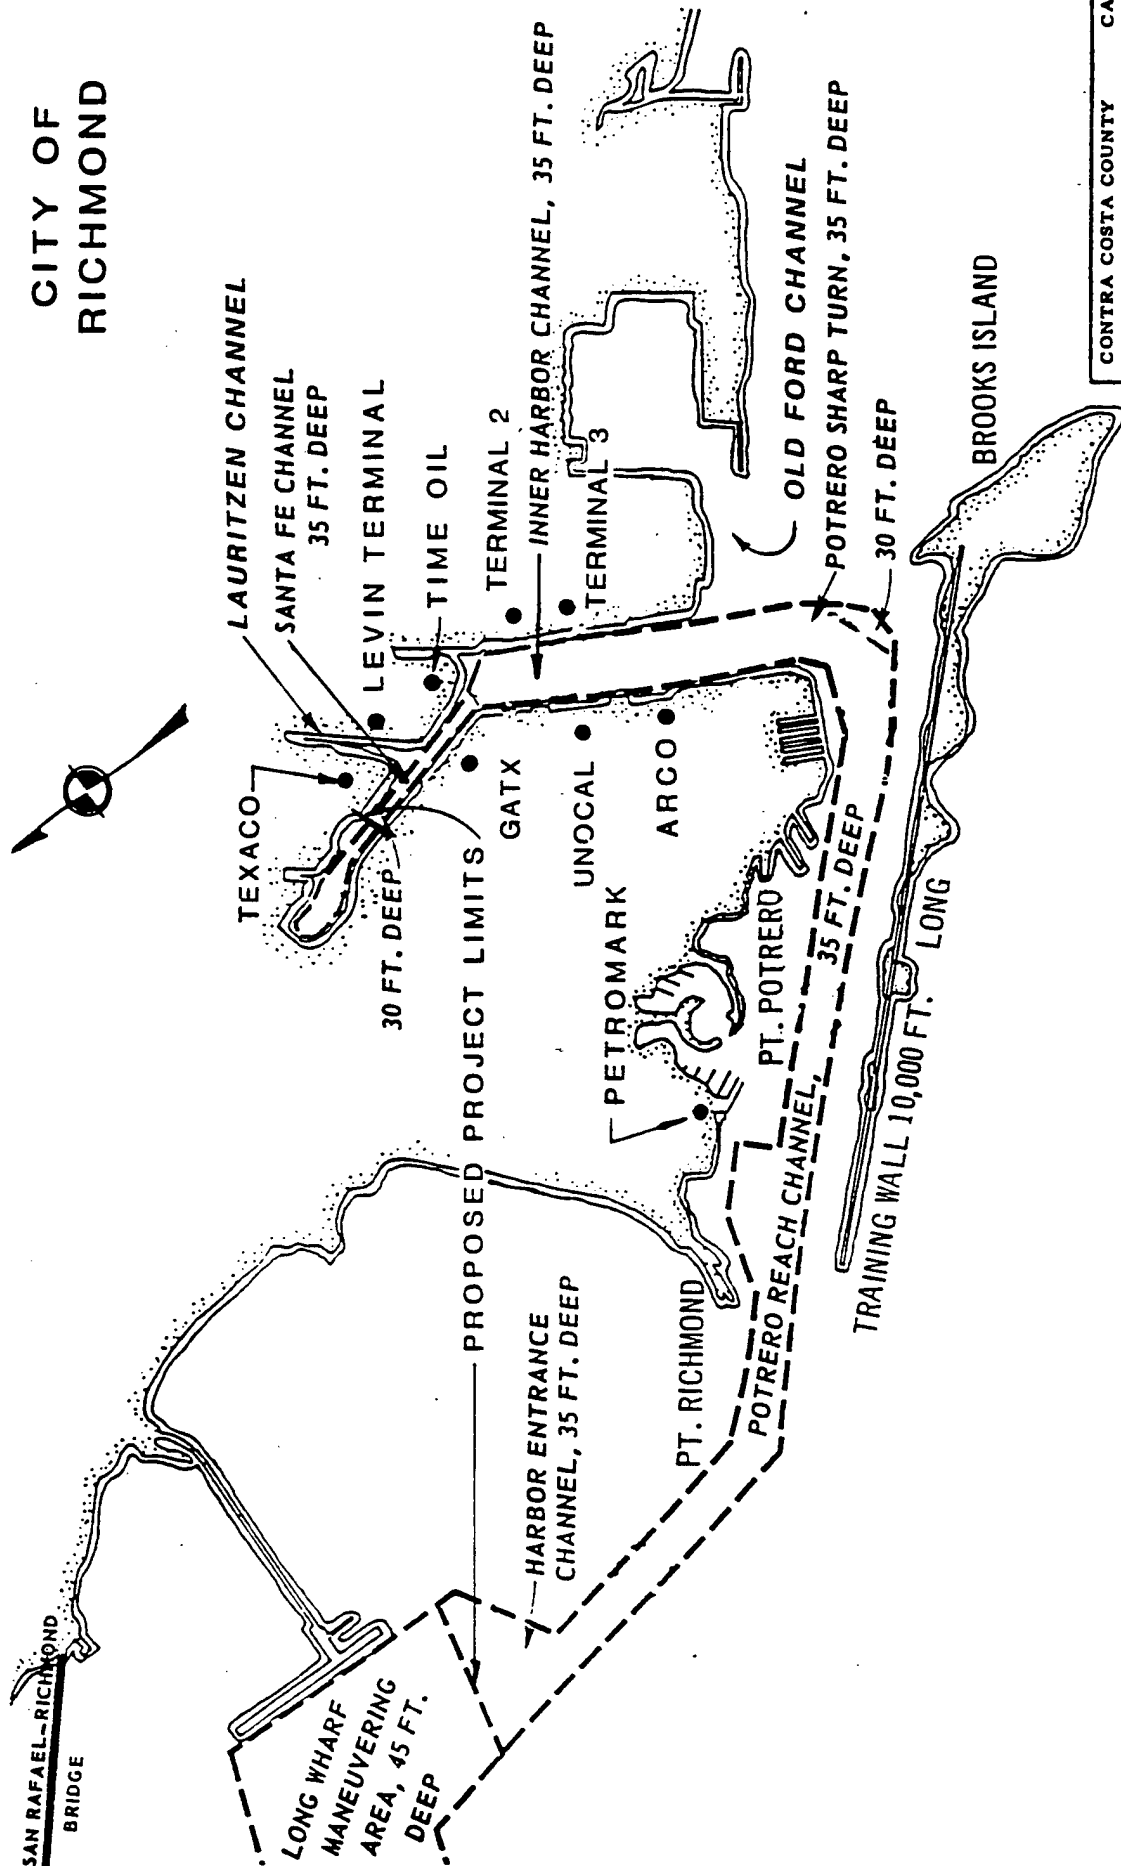 CITY OF
RICHMOND
LAURITZEN CHANNEL
SANTA FE CHANNEL
35 FT. DEEP
LEVIN TERMINAL
TIME OIL
TERMINAL 2
INNER HARBOR CHANNEL, 35 FT. DEEP
TERMINAL 3
OLD FORD CHANNEL
POTRERO SHARP TURN, 35 FT. DEEP
30 FT. DEEP
BROOKS ISLAND
CONTRA COSTA COUNTY
CA
TEXACO
30 FT. DEEP
PROPOSED PROJECT LIMITS
GATX
UNOCAL
ARCO
PETROMARK
PT. POTRERO
POTRERO REACH CHANNEL, 35 FT. DEEP
TRAINING WALL 10,000 FT. LONG
PT. RICHMOND
HARBOR ENTRANCE
CHANNEL, 35 FT. DEEP
LONG WHARF
MANEUVERING
AREA, 45 FT.
DEEP
SAN RAFAEL-RICHMOND
BRIDGE